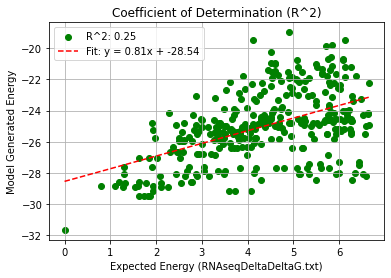 Coefficient of Determination (R^2)
R^2: 0.25
Fit: y = 0.81x + -28.54
Model Generated Energy
−20
−22
−24
−26
−28
−30
−32
0
1
2
3
4
5
6
Expected Energy (RNAseqDeltaDeltaG.txt)